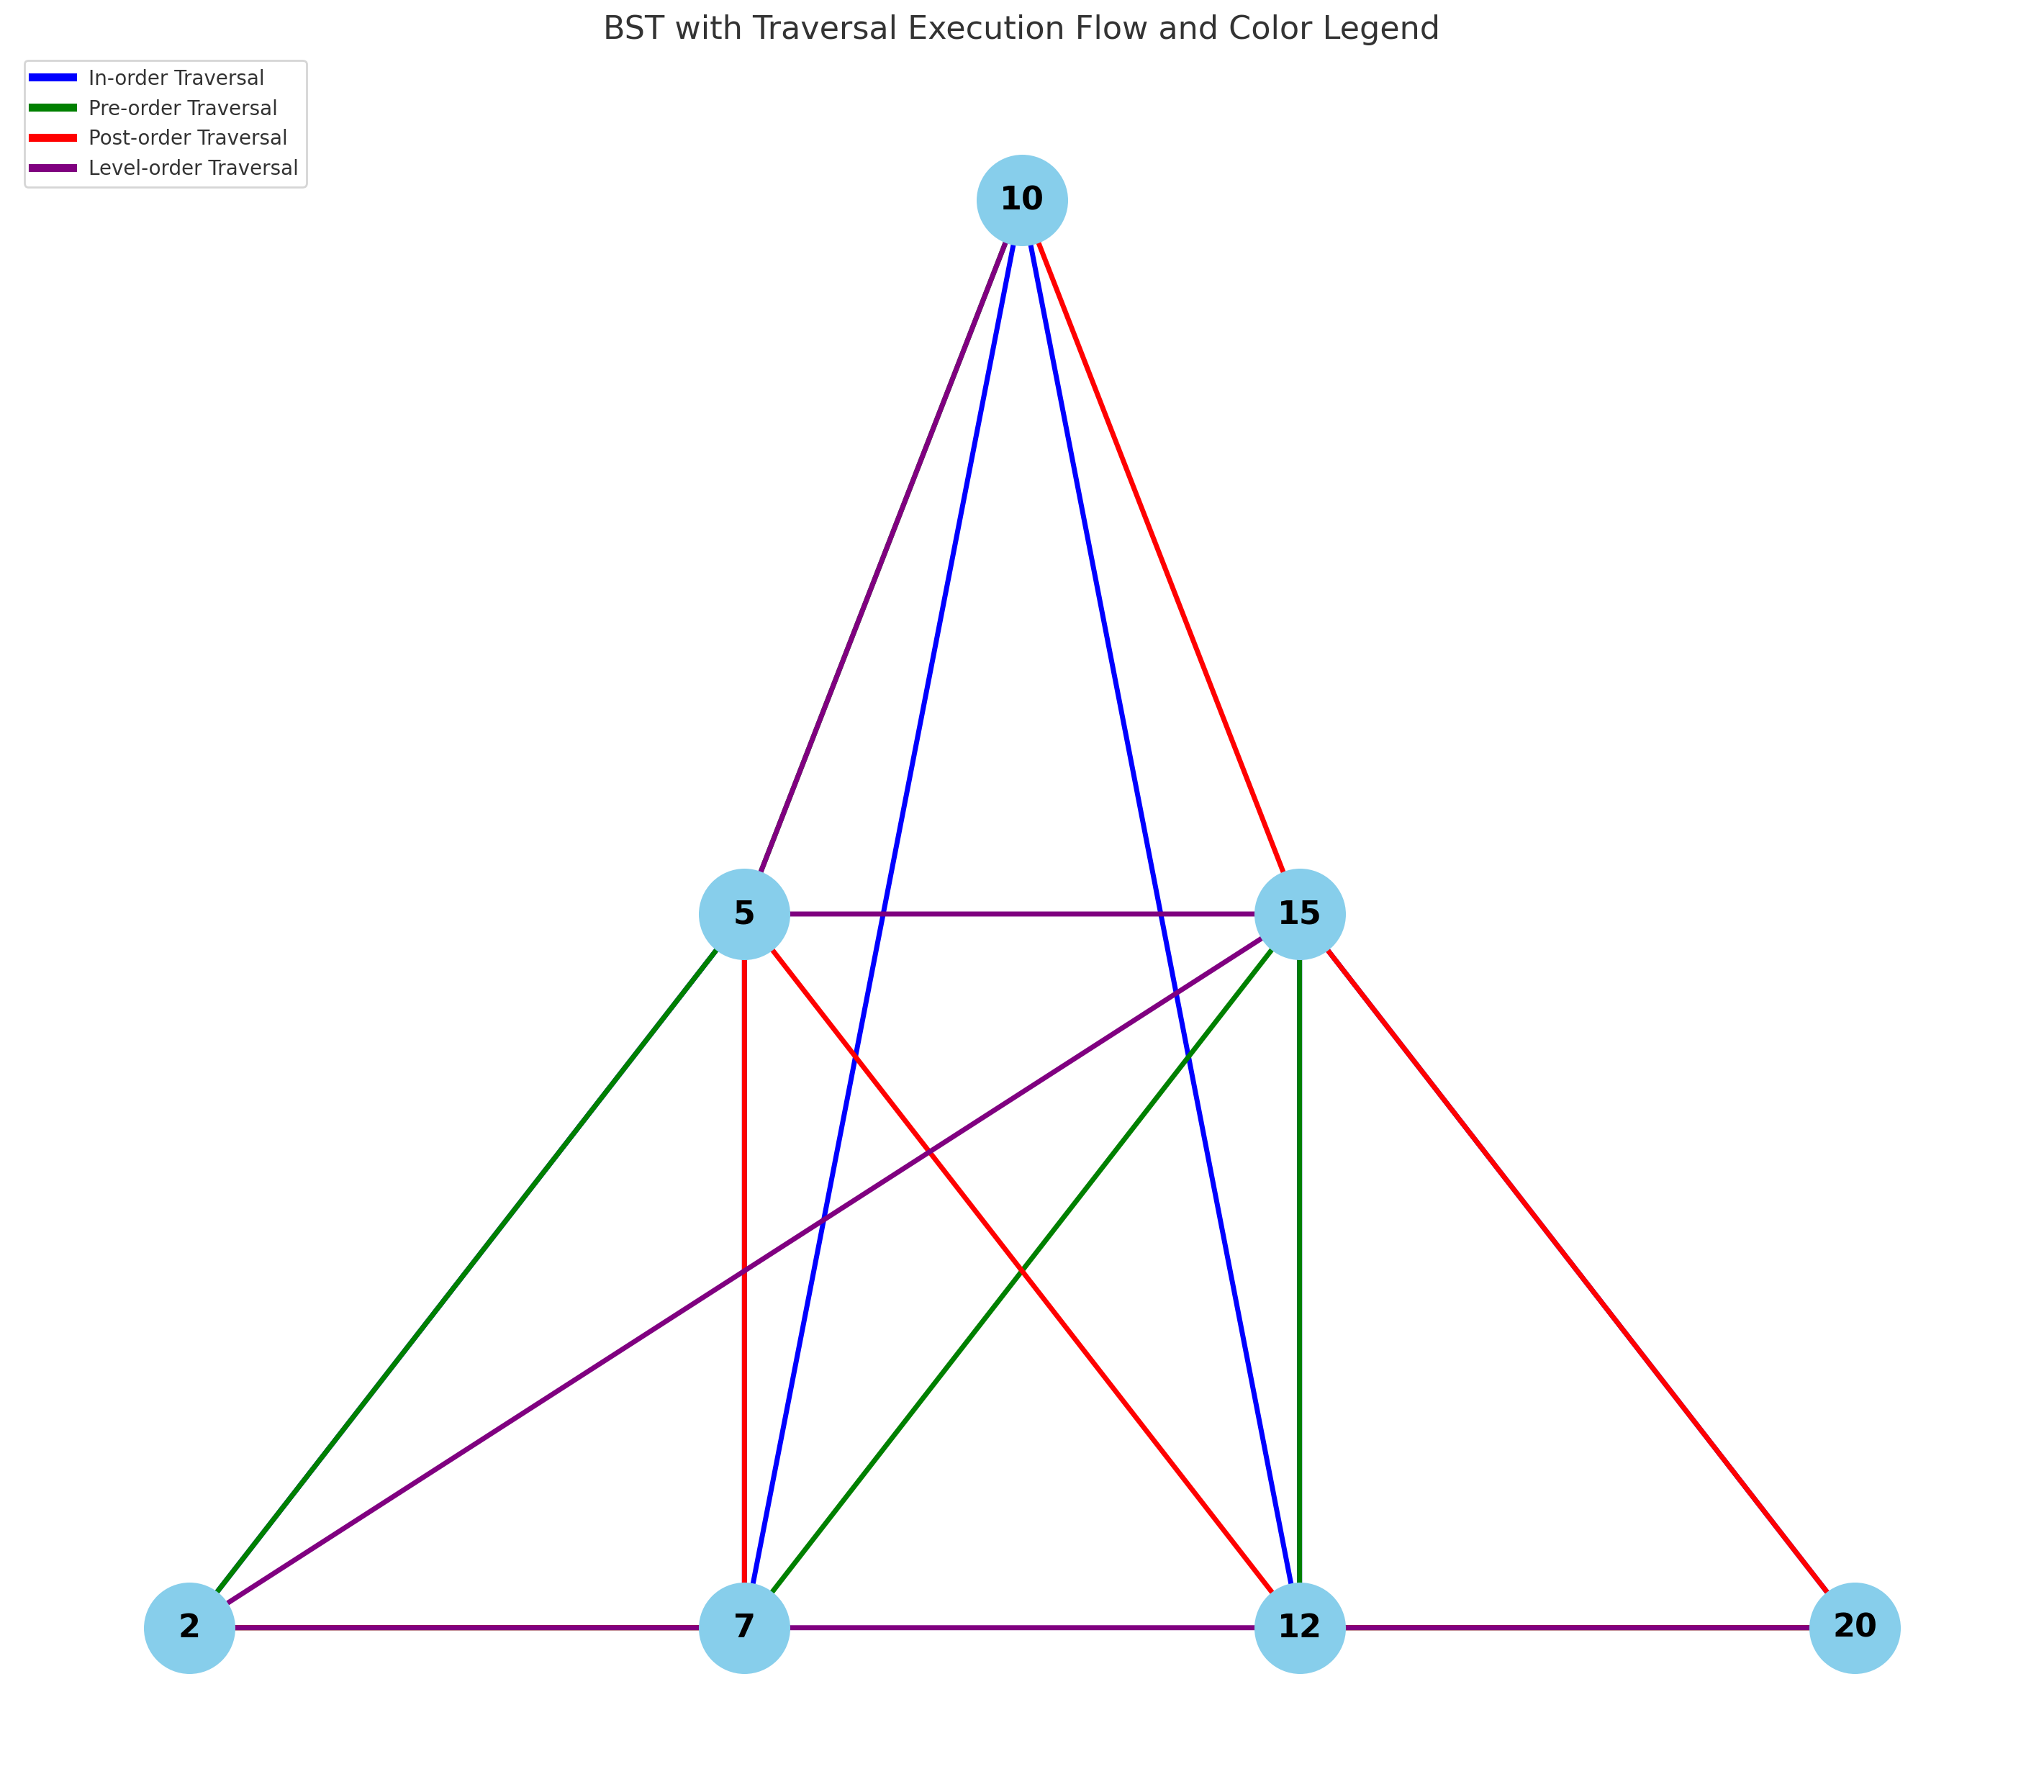 BST with Traversal Execution Flow and Color Legend
In-order Traversal
Pre-order Traversal
Post-order Traversal
Level-order Traversal
10
5
15
2
7
12
20